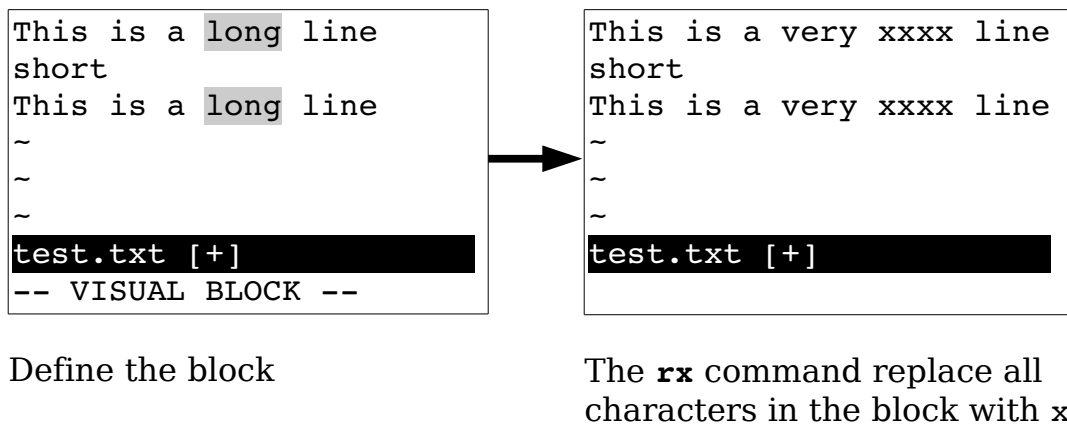 This is a long line
short
This is a long line
~
~
~
test.txt [+]
-- VISUAL BLOCK --
Define the block
This is a very xxxx line
short
This is a very xxxx line
~
~
~
test.txt [+]
The rx command replace all
characters in the block with x